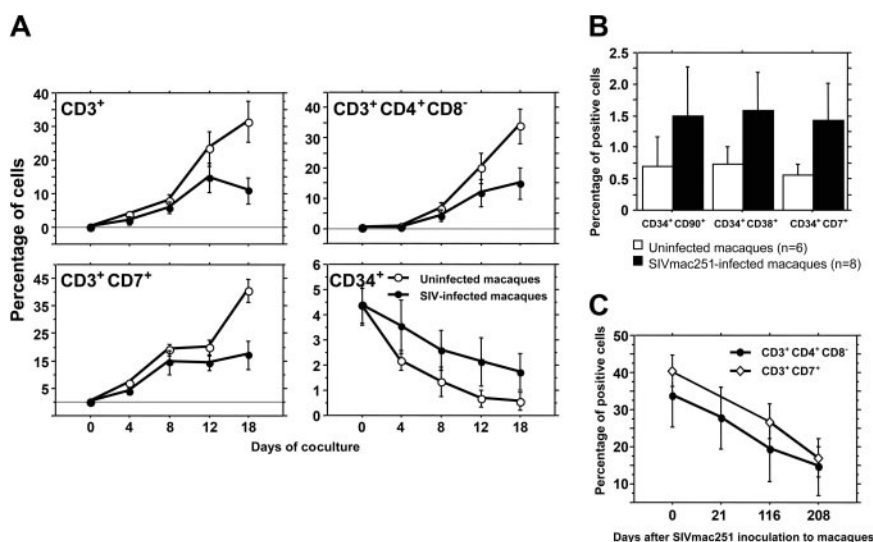 A
CD3⁺
40
30
20
10
0
CD3⁺ CD4⁺ CD8⁻
40
30
20
10
0
Percentage of cells
CD3⁺ CD7⁺
45
35
25
15
5
0 4 8 12 18
CD34⁺
Uninfected macaques
SIV-infected macaques
6
5
4
3
2
1
0
0 4 8 12 18
Days of coculture
B
Percentage of positive cells
2.5
2.0
1.5
1.0
0.5
0
CD34⁺CD90⁺ CD34⁺CD38⁺ CD34⁺CD7⁺
Uninfected macaques (n=6)
SIVmac251-infected macaques (n=8)
C
Percentage of positive cells
50
40
30
20
10
CD3⁺ CD4⁺ CD8⁻
CD3⁺ CD7⁺
0 21 116 208
Days after SIVmac251 inoculation to macaques